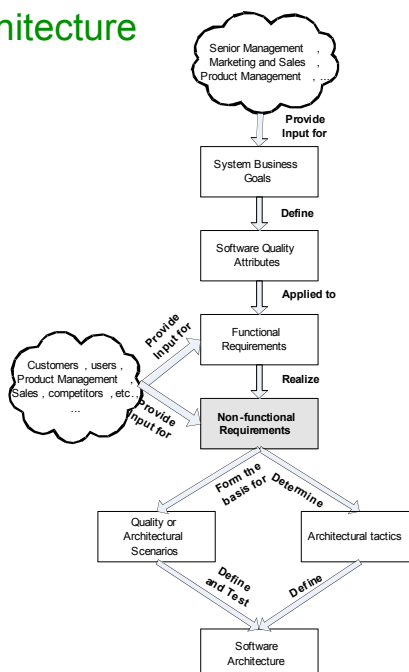 hitecture
Senior Management ,
Marketing and Sales ,
Product Management , ...
Provide
Input for
System Business
Goals
Define
Software Quality
Attributes
Applied to
Provide
Input for
Functional
Requirements
Customers , users ,
Product Management ,
Sales , competitors , etc.,
...
Realize
Provide
Input for
Non-functional
Requirements
Form the
basis for
Determine
Quality or
Architectural
Scenarios
Architectural tactics
Define
and Test
Define
Software
Architecture